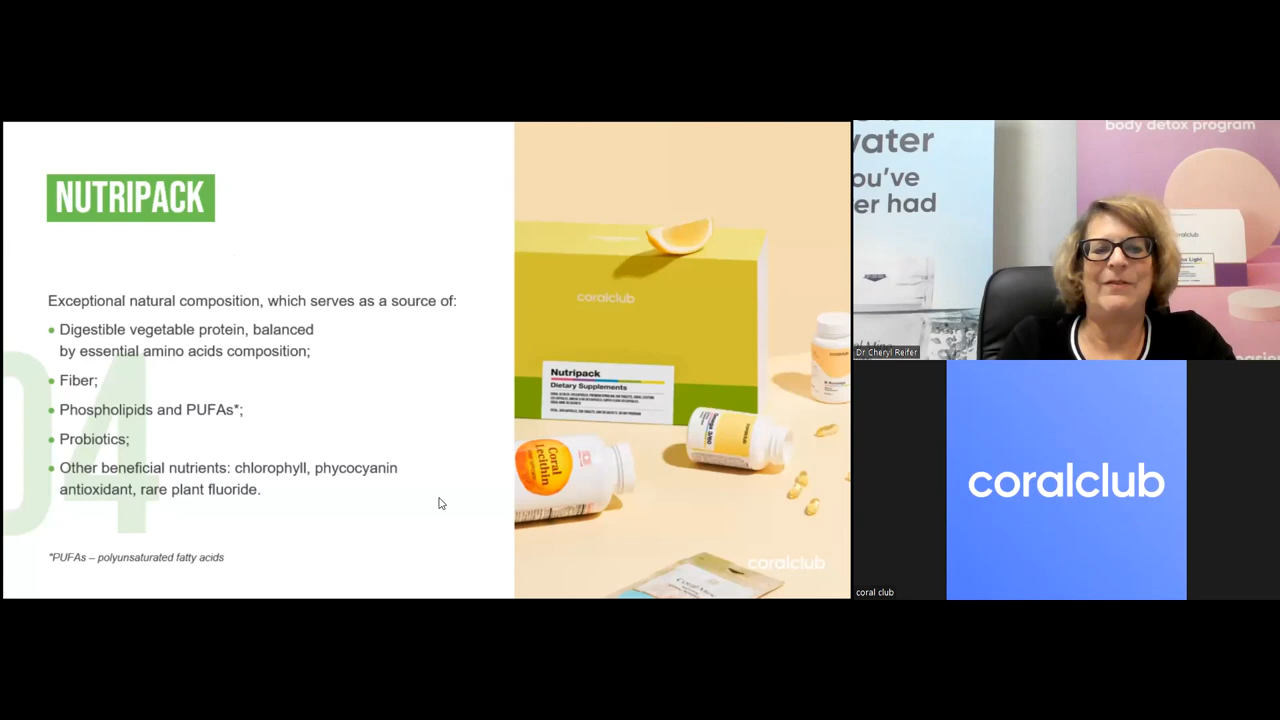 NUTRIPACK
Exceptional natural composition, which serves as a source of:
• Digestible vegetable protein, balanced
by essential amino acids composition;
• Fiber;
• Phospholipids and PUFAs*;
• Probiotics;
• Other beneficial nutrients: chlorophyll, phycocyanin
antioxidant, rare plant fluoride.
*PUFAs – polyunsaturated fatty acids
04
coralclub
Nutripack
Dietary Supplements
Coral
Lecithin
coralclub
water
ou've
er had
body detox program
coralclub
Light
Dr Cheryl Reifer
coralclub
coral club